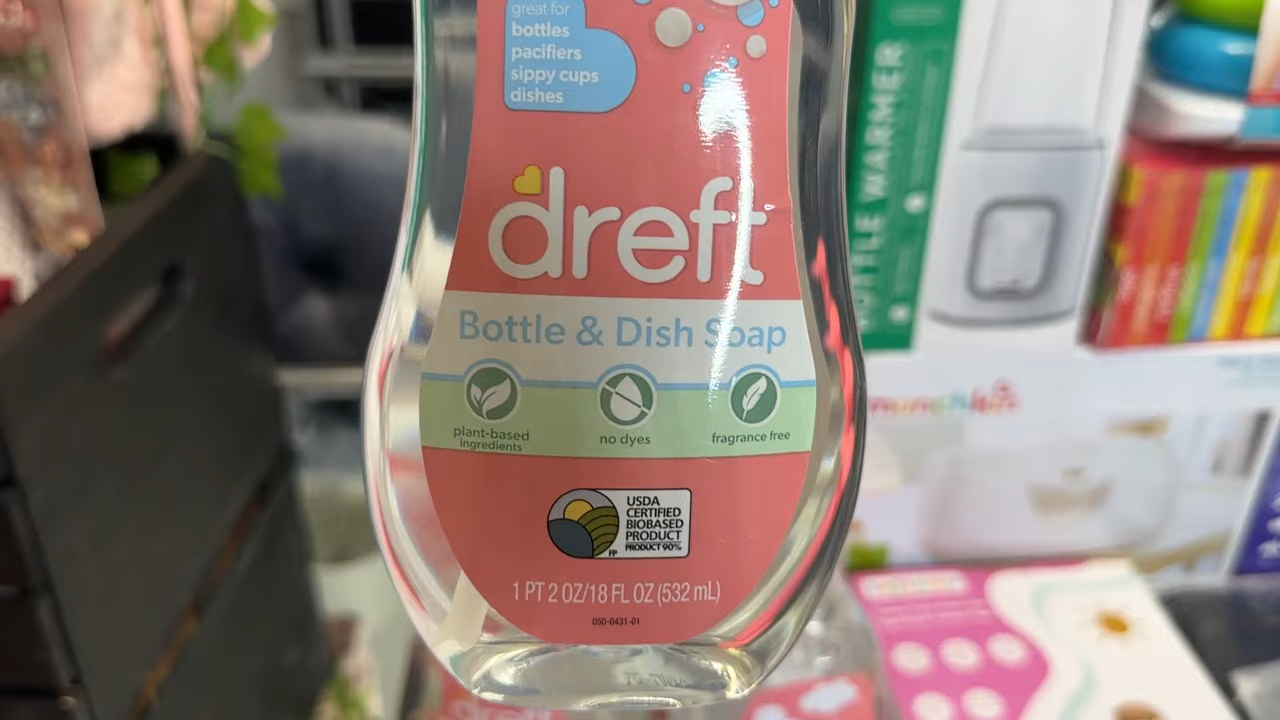 great for
bottles
pacifiers
sippy cups
dishes
dreft
Bottle & Dish Soap
plant-based
ingredients
no dyes
fragrance free
USDA
CERTIFIED
BIOBASED
PRODUCT
PRODUCT 90%
FP
1 PT 2 OZ/18 FL OZ (532 mL)
050-0431-01
BOTTLE WARMER
munchkin
dreft